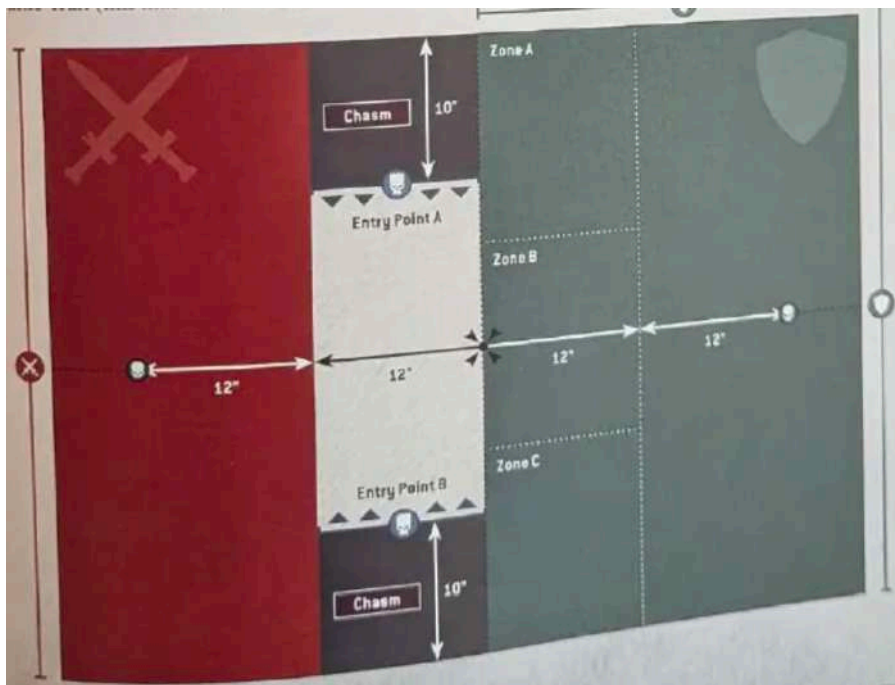 Zone A
Chasm
10"
Entry Point A
Zone B
12"
12"
12"
12"
Zone C
Entry Point B
Chasm
10"